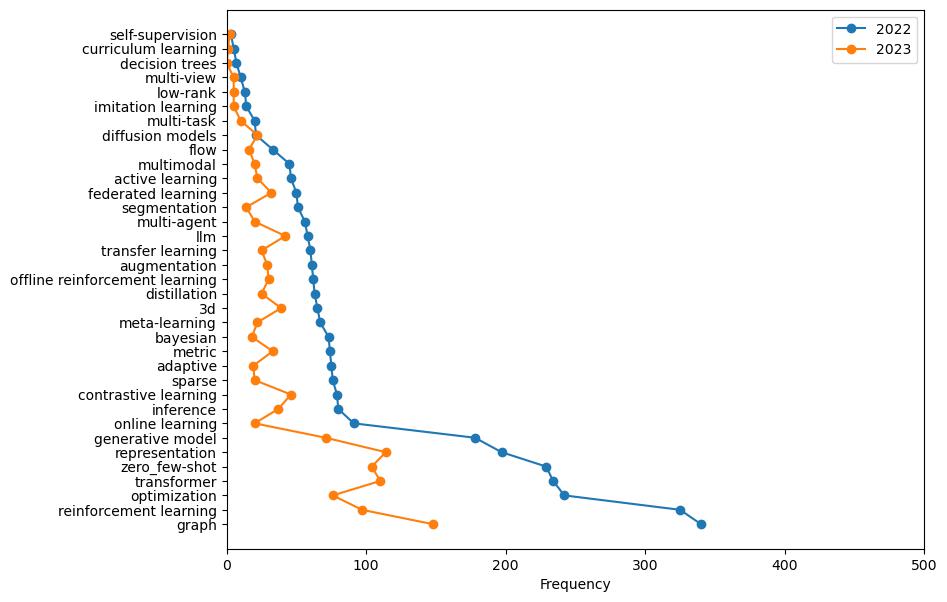 self-supervision
curriculum learning
decision trees
multi-view
low-rank
imitation learning
multi-task
diffusion models
flow
multimodal
active learning
federated learning
segmentation
multi-agent
llm
transfer learning
augmentation
offline reinforcement learning
distillation
3d
meta-learning
bayesian
metric
adaptive
sparse
contrastive learning
inference
online learning
generative model
representation
zero_few-shot
transformer
optimization
reinforcement learning
graph
0 100 200 300 400 500
Frequency
2022
2023